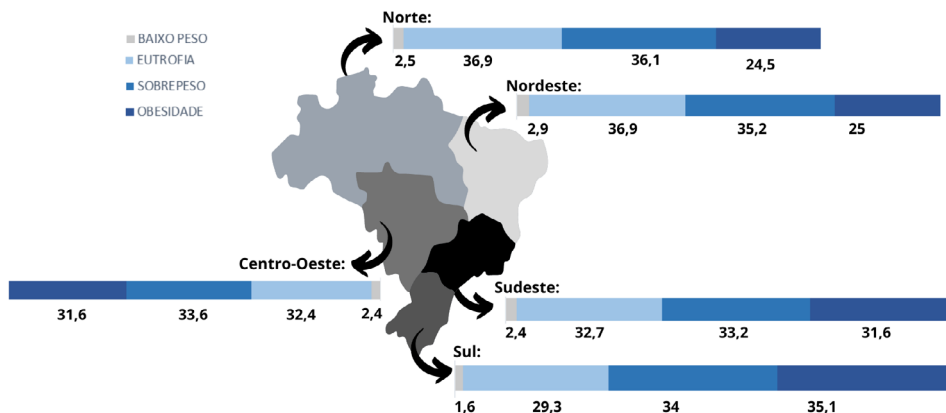 BAIXO PESO
EUTROFIA
SOBREPESO
OBESIDADE
Norte:
2,5 36,9 36,1 24,5
Nordeste:
2,9 36,9 35,2 25
Centro-Oeste:
31,6 33,6 32,4 2,4
Sudeste:
2,4 32,7 33,2 31,6
Sul:
1,6 29,3 34 35,1